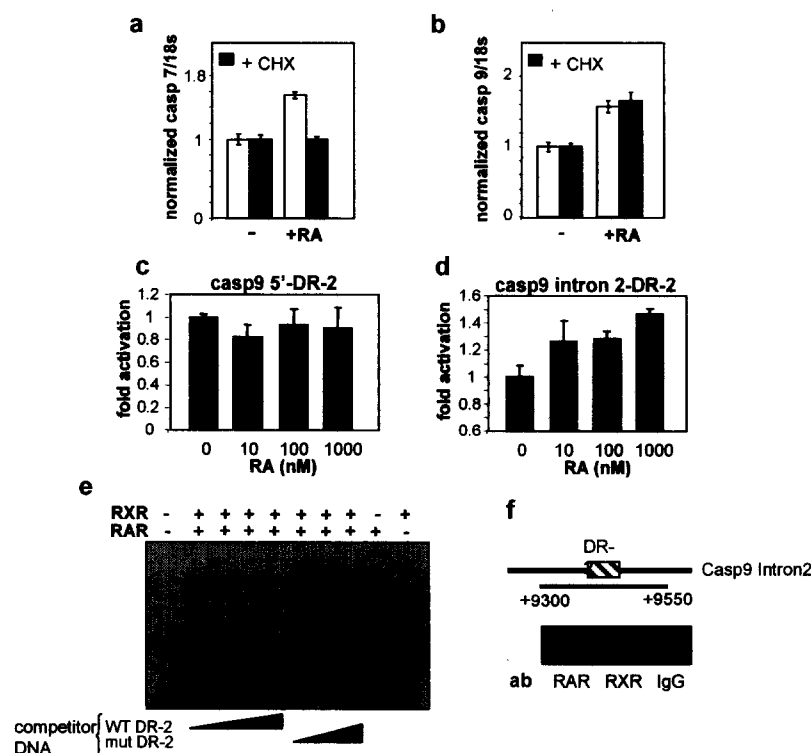 a
normalized casp 7/18s
+ CHX
1.8
1
0
- +RA
b
normalized casp 9/18s
+ CHX
2
1
0
- +RA
c
casp9 5'-DR-2
fold activation
1.2
1
0.8
0.6
0.4
0.2
0
0 10 100 1000
RA (nM)
d
casp9 intron 2-DR-2
fold activation
1.6
1.4
1.2
1
0.8
0.6
0 10 100 1000
RA (nM)
e
RXR - + + + + + + + - +
RAR - + + + + + + + + -
competitor { WT DR-2
DNA { mut DR-2
f
DR-
Casp9 Intron2
+9300 +9550
ab RAR RXR IgG